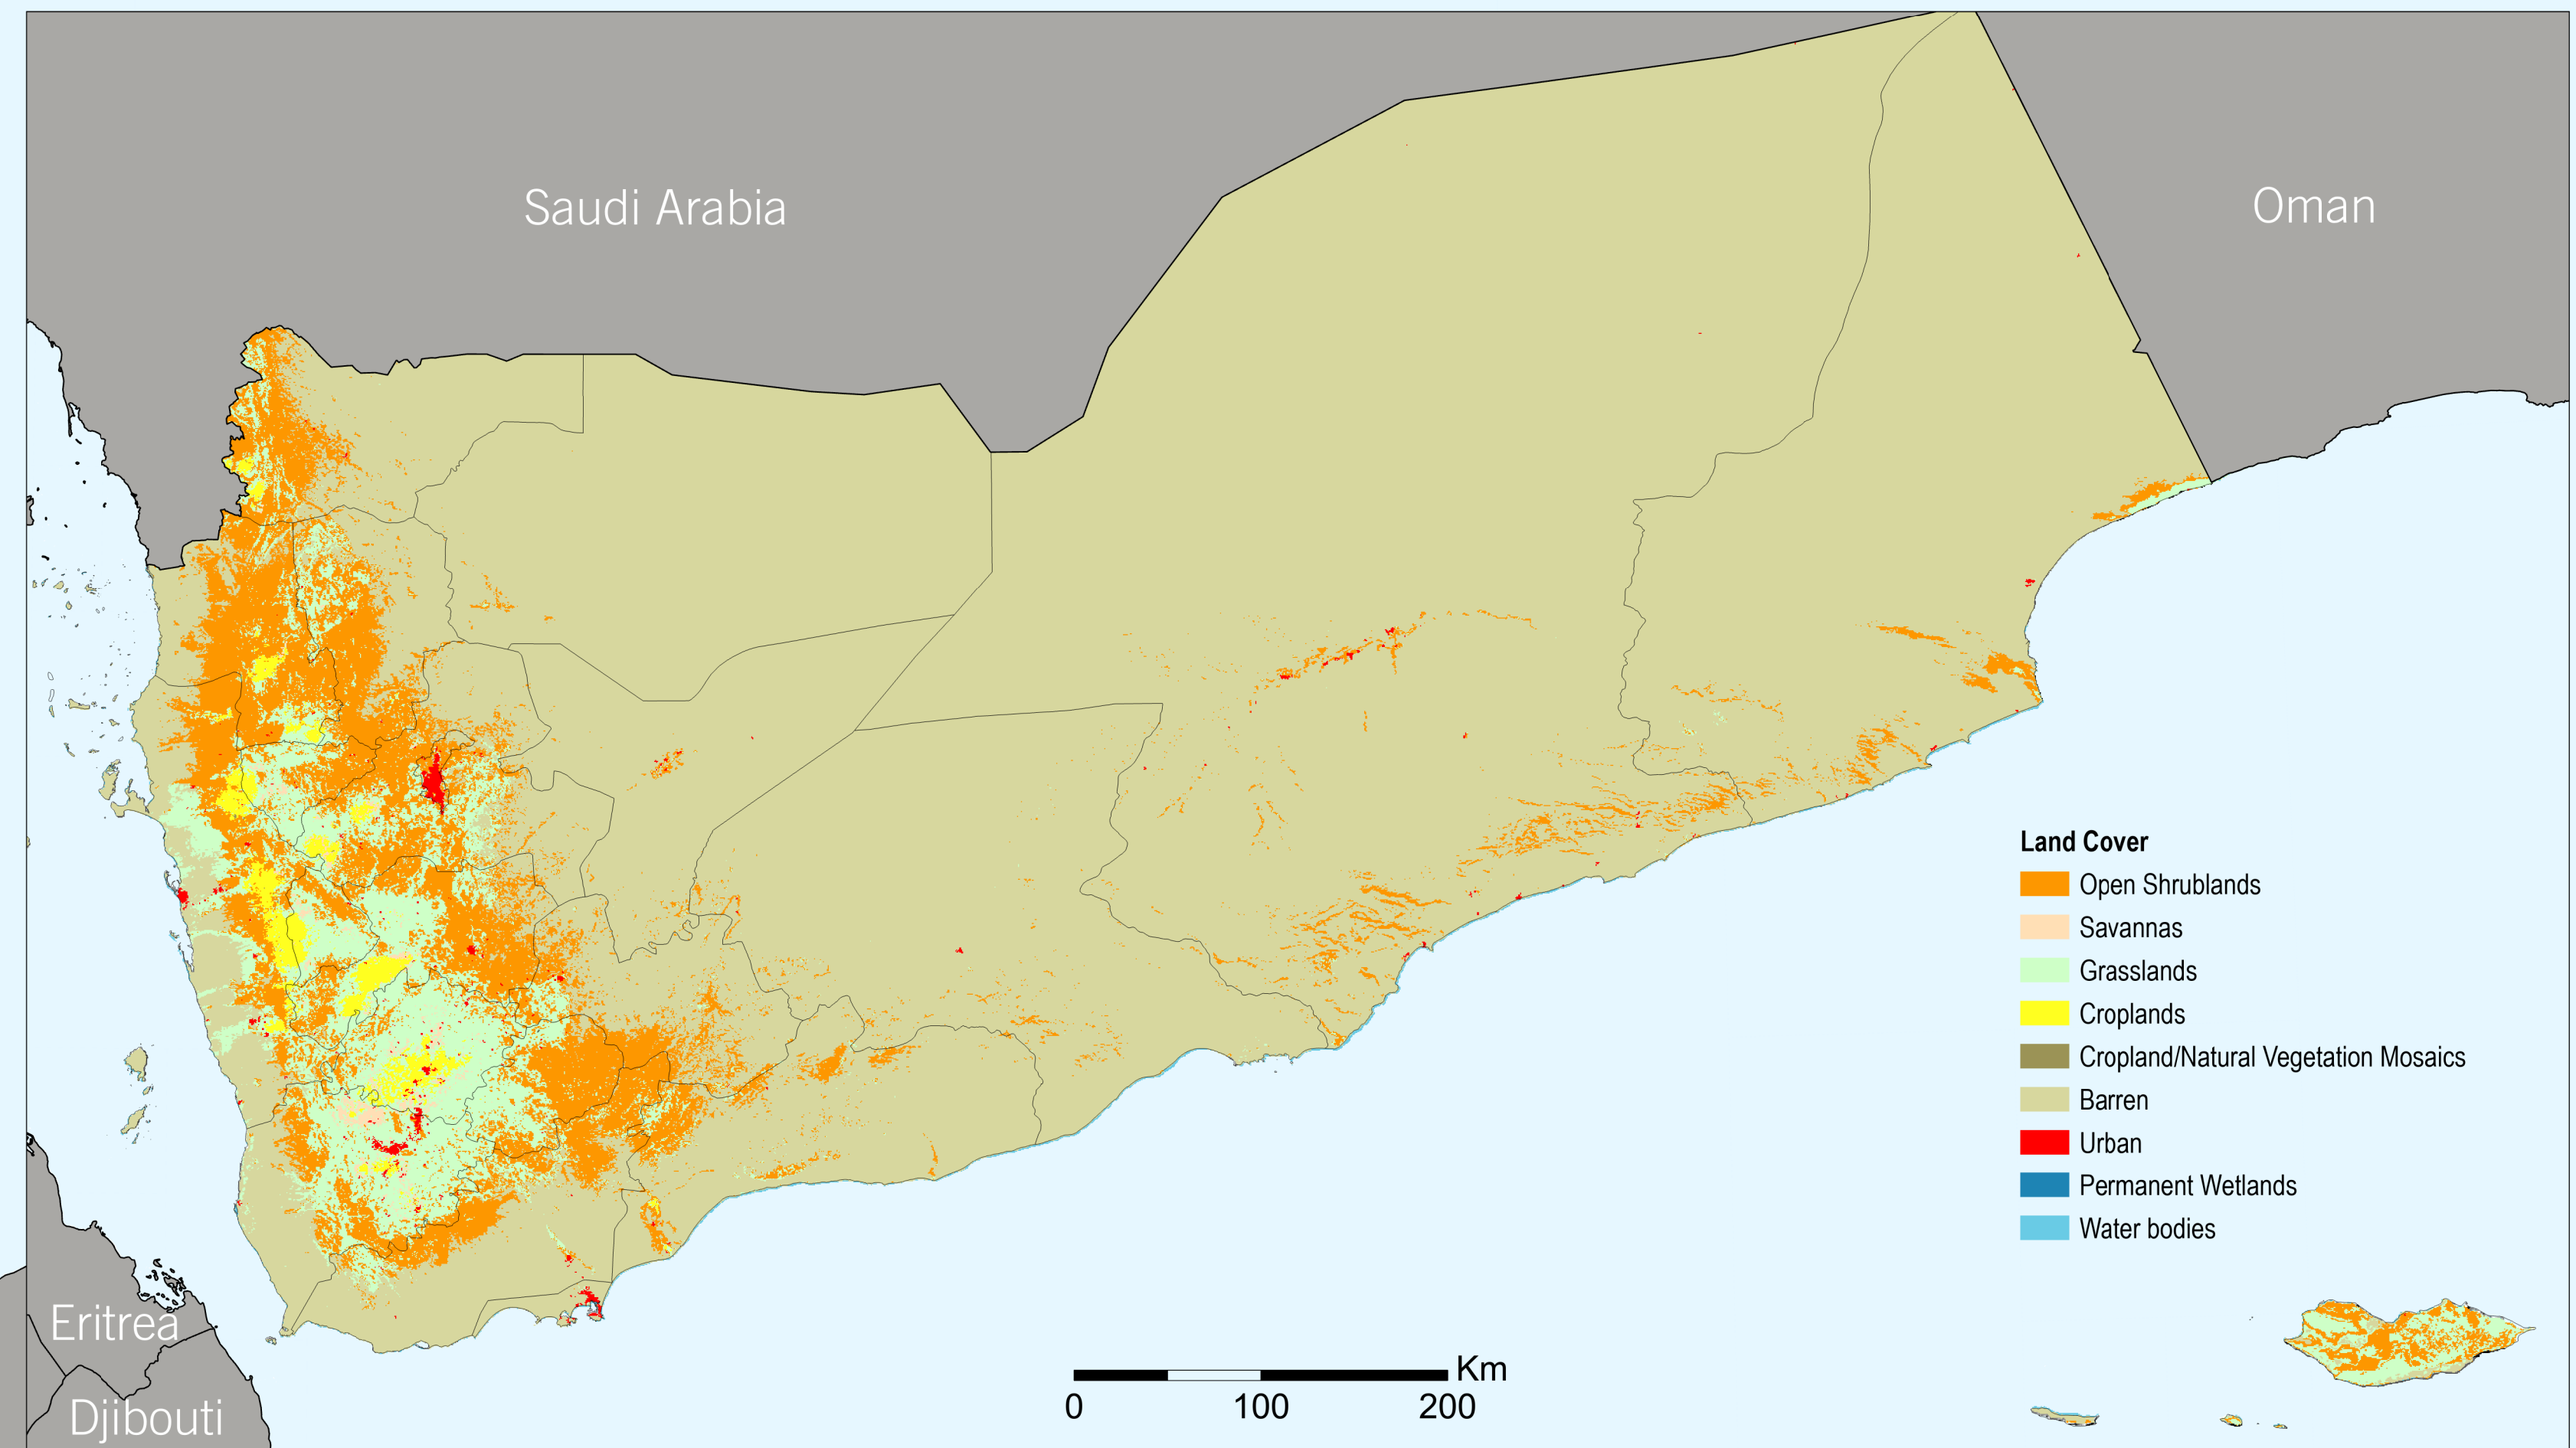 Saudi Arabia
Oman
Land Cover
Open Shrublands
Savannas
Grasslands
Croplands
Cropland/Natural Vegetation Mosaics
Barren
Urban
Permanent Wetlands
Water bodies
Eritrea
Djibouti
Km
0 100 200